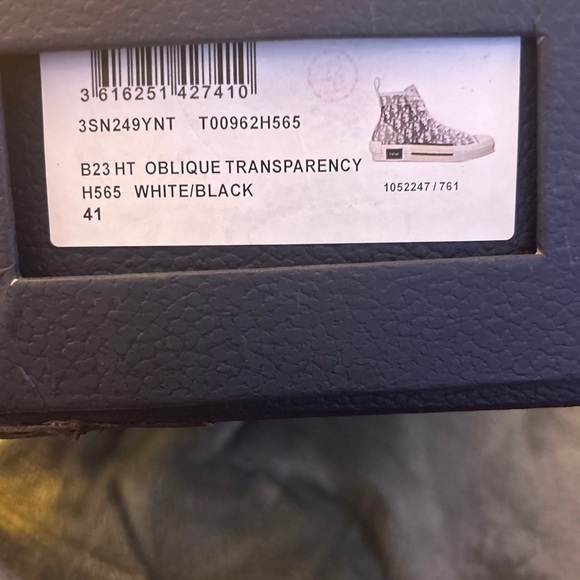 3 616251 427410
3SN249YNT T00962H565
B23 HT OBLIQUE TRANSPARENCY
H565 WHITE/BLACK
1052247 / 761
41